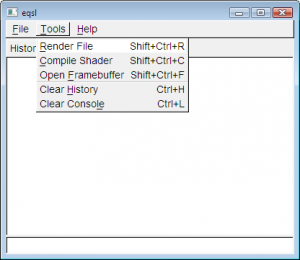 eqsl
File Tools Help
Histor
Render File Shift+Ctrl+R
Compile Shader Shift+Ctrl+C
Open Framebuffer Shift+Ctrl+F
Clear History Ctrl+H
Clear Console Ctrl+L